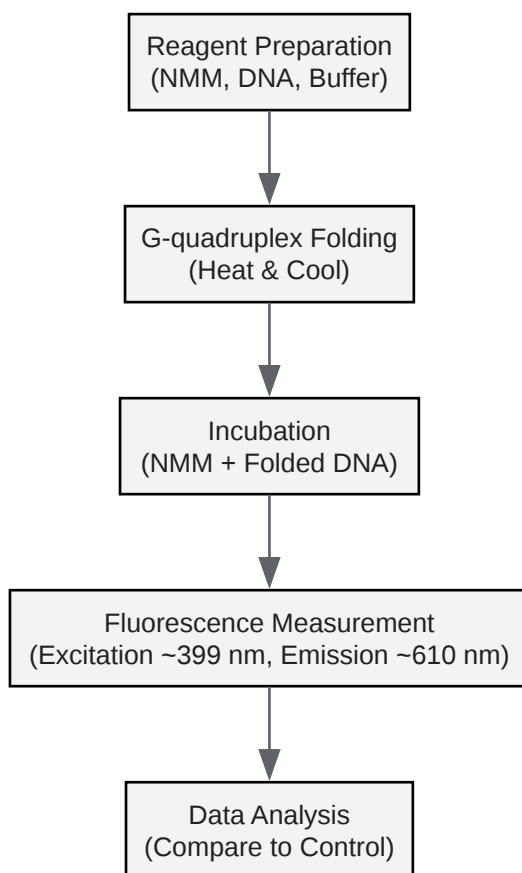 Reagent Preparation
(NMM, DNA, Buffer)
G-quadruplex Folding
(Heat & Cool)
Incubation
(NMM + Folded DNA)
Fluorescence Measurement
(Excitation ~399 nm, Emission ~610 nm)
Data Analysis
(Compare to Control)